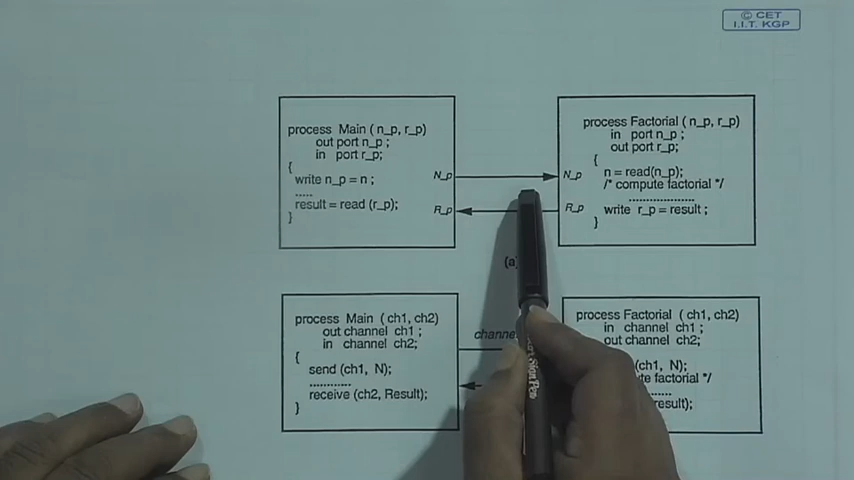 © CET
I.I.T. KGP
process Main ( n_p, r_p)
out port n_p ;
in port r_p;
{
write n_p = n ;
.....
result = read (r_p);
}
N_p
R_p
process Factorial ( n_p, r_p)
in port n_p ;
out port r_p;
{
n = read(n_p);
/* compute factorial */
..................
write r_p = result ;
}
N_p
R_p
(a
process Main ( ch1, ch2)
out channel ch1 ;
in channel ch2;
{
send (ch1, N);
...........
receive (ch2, Result);
}
process Factorial ( ch1, ch2)
in channel ch1 ;
out channel ch2;
(ch1, N);
factorial */
result);